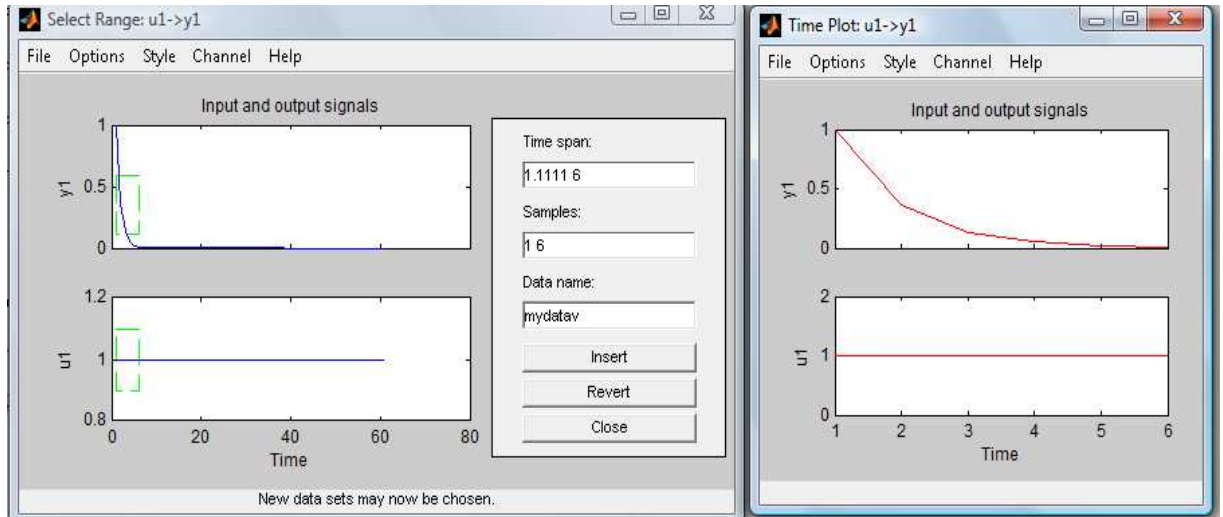 Select Range: u1->y1
File Options Style Channel Help
Input and output signals
1
0.5
0
y1
1.2
1
0.8
u1
0 20 40 60 80
Time
Time span:
1.1111 6
Samples:
1 6
Data name:
mydatav
Insert
Revert
Close
New data sets may now be chosen.
Time Plot: u1->y1
File Options Style Channel Help
Input and output signals
1
0.5
0
y1
2
1
0
u1
1 2 3 4 5 6
Time